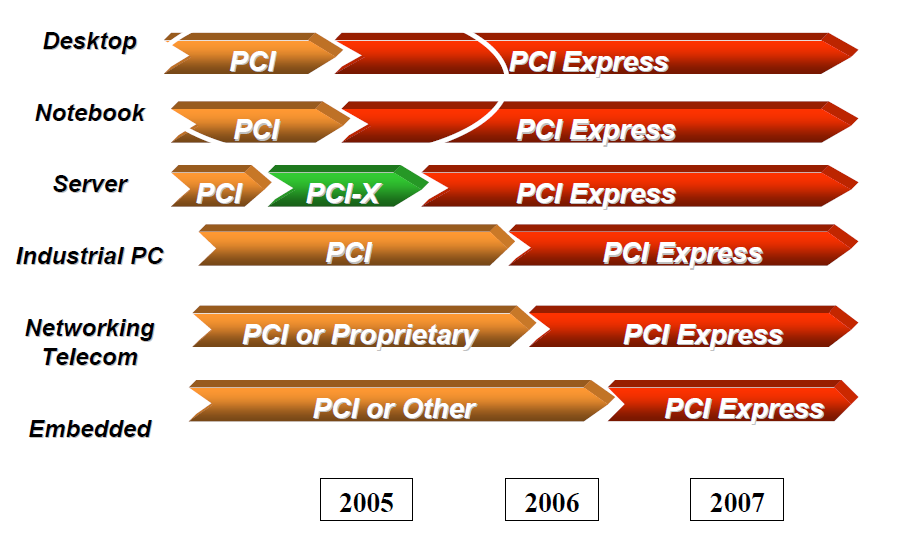 Desktop
PCI
PCI Express
Notebook
PCI
PCI Express
Server
PCI
PCI-X
PCI Express
Industrial PC
PCI
PCI Express
Networking
Telecom
PCI or Proprietary
PCI Express
Embedded
PCI or Other
PCI Express
2005
2006
2007